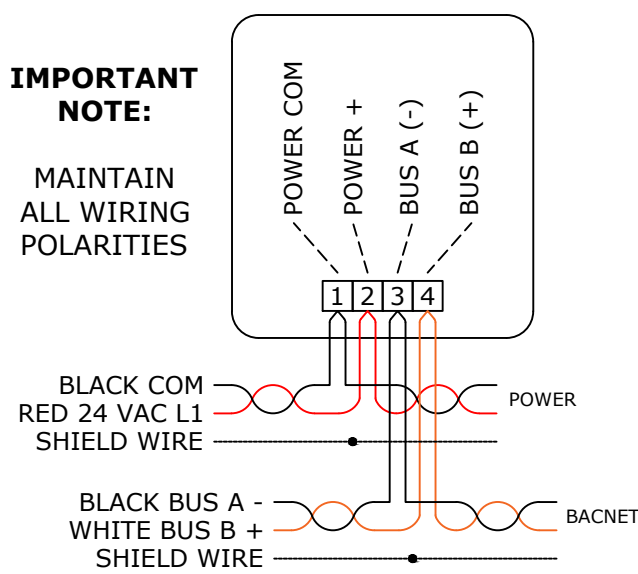 IMPORTANT
NOTE:
MAINTAIN
ALL WIRING
POLARITIES
POWER COM
POWER +
BUS A (-)
BUS B (+)
1 2 3 4
BLACK COM
RED 24 VAC L1
SHIELD WIRE
POWER
BLACK BUS A -
WHITE BUS B +
SHIELD WIRE
BACNET